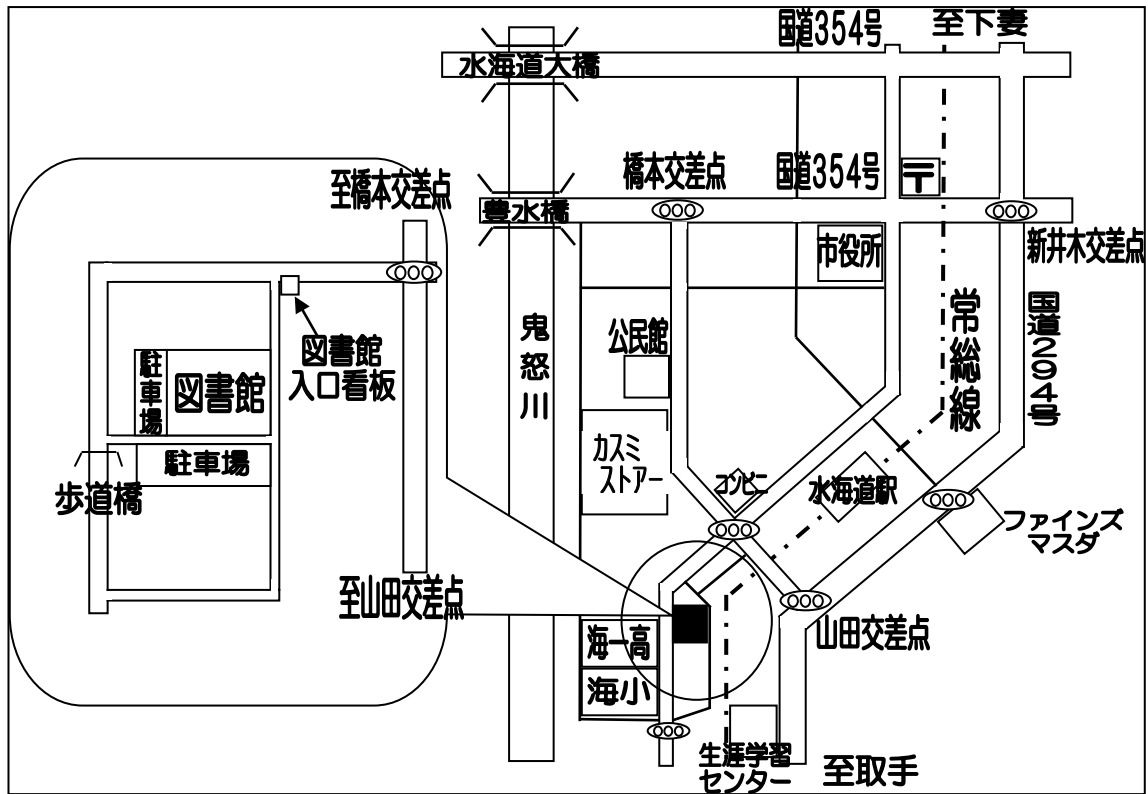 国道354号
至下妻
水海道大橋
至橋本交差点
橋本交差点
国道354号
〒
豊水橋
市役所
新井木交差点
鬼怒川
常総線
国道294号
公民館
図書館
入口看板
駐車場
図書館
駐車場
歩道橋
カスミ
ストアー
コンビニ
水海道駅
ファインズ
マスダ
至山田交差点
海一高
海小
山田交差点
生涯学習
センター
至取手